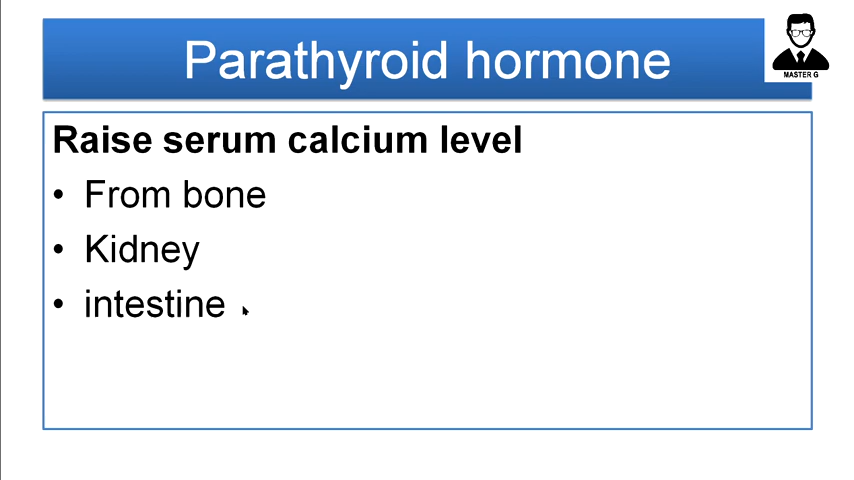 Parathyroid hormone
MASTER G
Raise serum calcium level
• From bone
• Kidney
• intestine